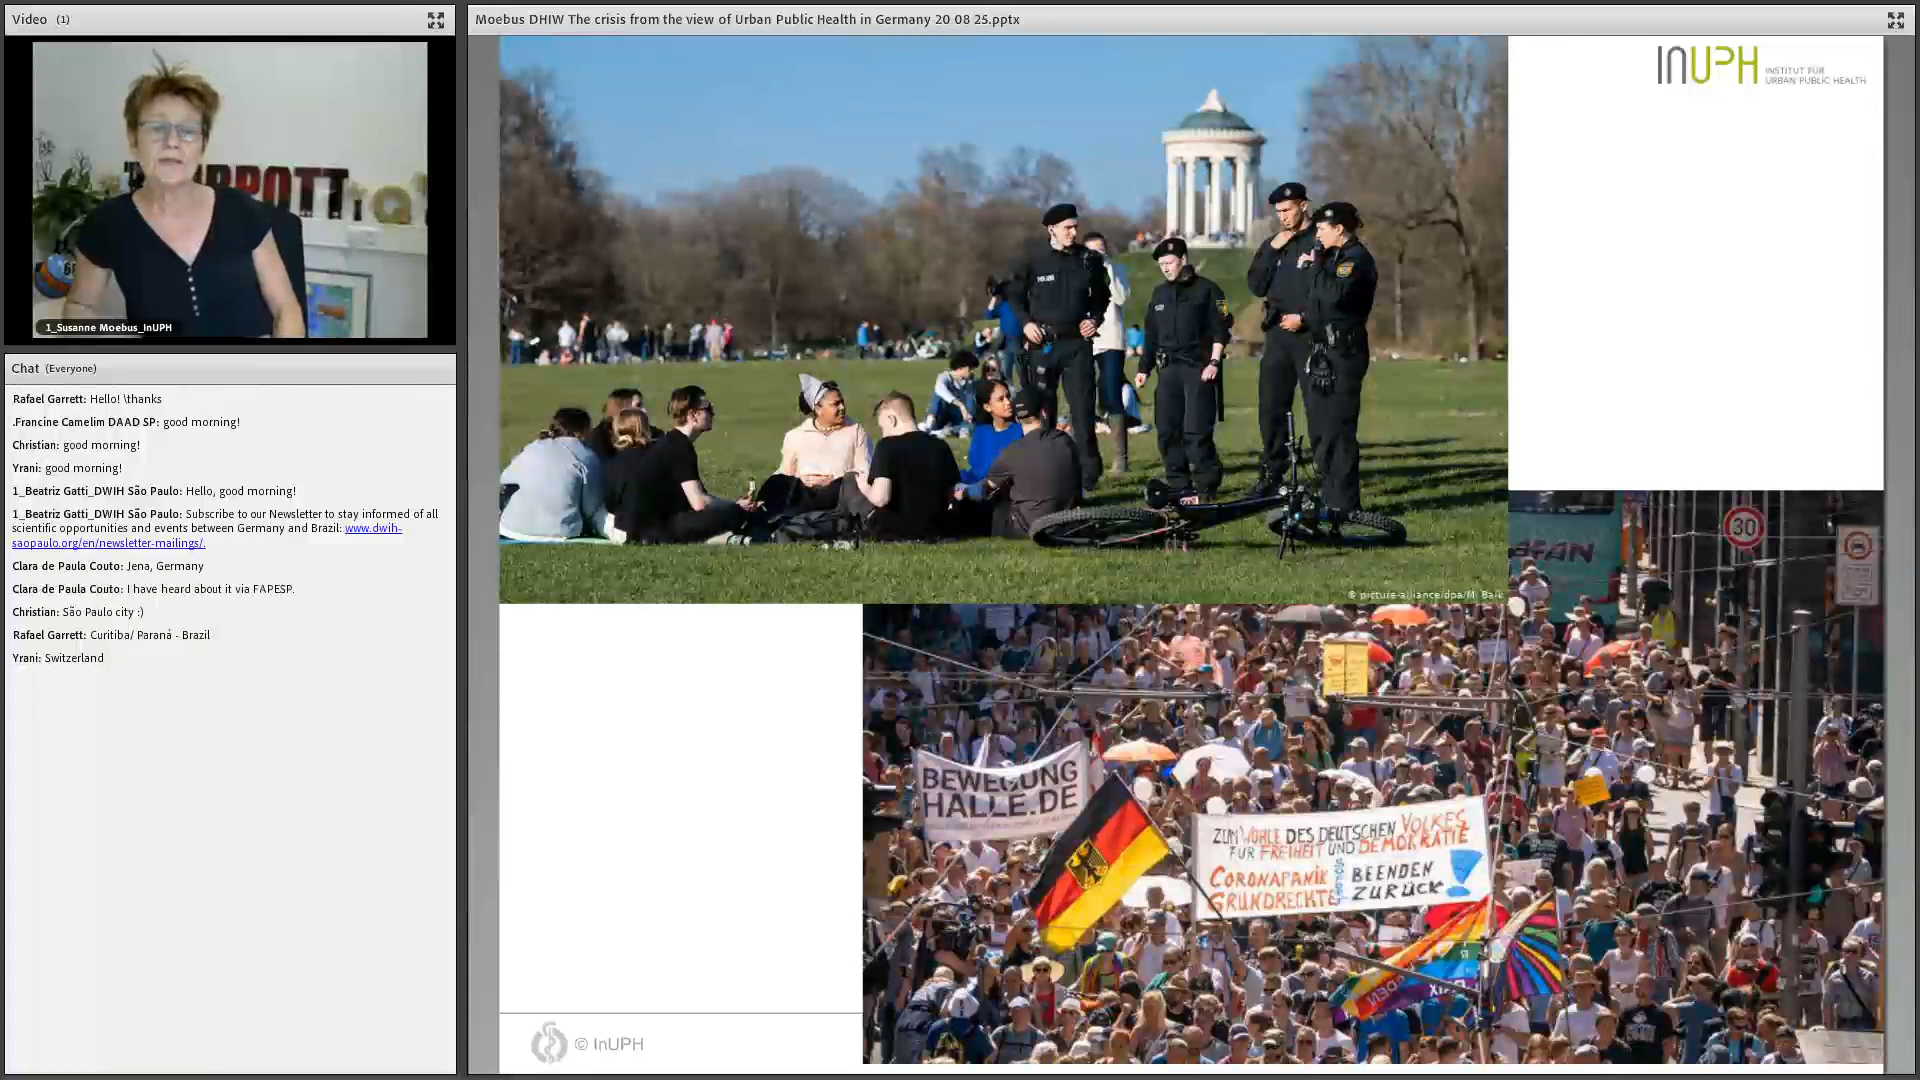 Video (1)
Moebus DHIW The crisis from the view of Urban Public Health in Germany 20 08 25.pptx
1_Susanne Moebus_InUPH
Chat (Everyone)
Rafael Garrett: Hello! \thanks
.Francine Camelim DAAD SP: good morning!
Christian: good morning!
Yrani: good morning!
1_Beatriz Gatti_DWIH São Paulo: Hello, good morning!
1_Beatriz Gatti_DWIH São Paulo: Subscribe to our Newsletter to stay informed of all
scientific opportunities and events between Germany and Brazil: www.dwih-
saopaulo.org/en/newsletter-mailings/.
Clara de Paula Couto: Jena, Germany
Clara de Paula Couto: I have heard about it via FAPESP.
Christian: São Paulo city :)
Rafael Garrett: Curitiba/ Paraná - Brazil
Yrani: Switzerland
InUPH INSTITUT FÜR
URBAN PUBLIC HEALTH
POLIZEI
© picture-alliance/dpa/M. Balk
30
BEWEGUNG
HALLE.DE
ZUM WOHLE DES DEUTSCHEN VOLKES
FÜR FREIHEIT UND DEMOKRATIE
CORONAPANIK SOFORT BEENDEN
GRUNDRECHTE ZURÜCK
© InUPH